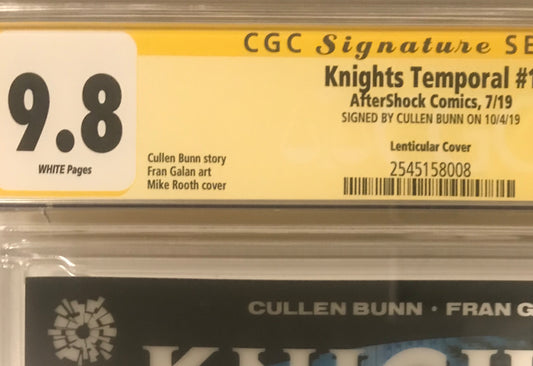 CGC Signature SE
Knights Temporal #1
AfterShock Comics, 7/19
SIGNED BY CULLEN BUNN ON 10/4/19
9.8
WHITE Pages
Lenticular Cover
Cullen Bunn story
Fran Galan art
Mike Rooth cover
2545158008
CULLEN BUNN • FRAN G
KNIGH